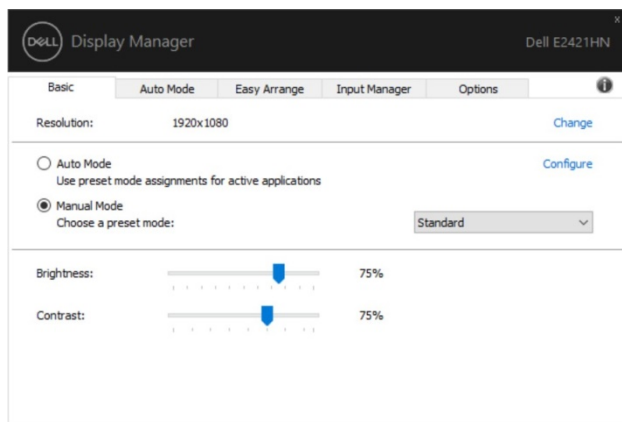 x
DELL Display Manager Dell E2421HN
Basic Auto Mode Easy Arrange Input Manager Options i
Resolution: 1920x1080 Change
Auto Mode Configure
Use preset mode assignments for active applications
Manual Mode
Choose a preset mode: Standard
Brightness: 75%
Contrast: 75%